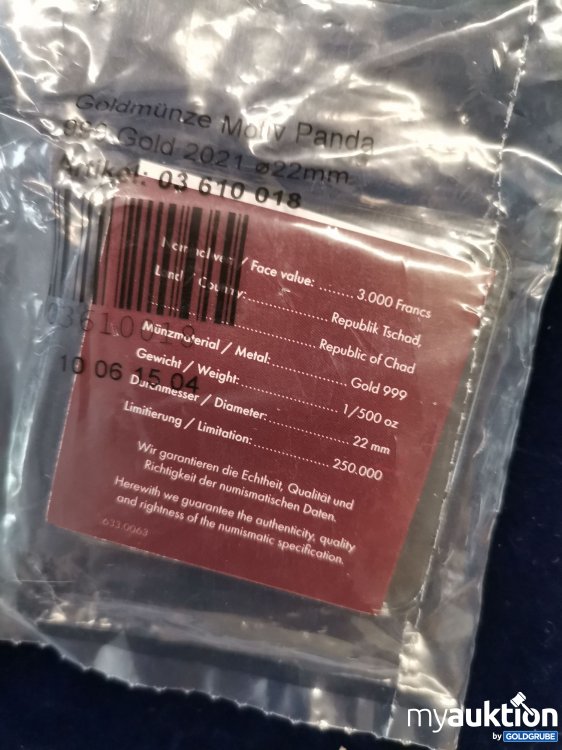 Goldmünze Motiv Panda
999 Gold 2021 ø22mm
Artikel: 03 610 018
03610018
10 06 15 04
/ Face value: ......... 3.000 Francs
Land / County: ................ Republik Tschad,
................ Republic of Chad
Münzmaterial / Metal: ................ Gold 999
Gewicht / Weight: ................ 1/500 oz
Durchmesser / Diameter: ................ 22 mm
Limitierung / Limitation: ................ 250.000
Wir garantieren die Echtheit, Qualität und
Richtigkeit der numismatischen Daten.
Herewith we guarantee the authenticity, quality
and rightness of the numismatic specification.
633.0063
myauktion
by GOLDGRUBE